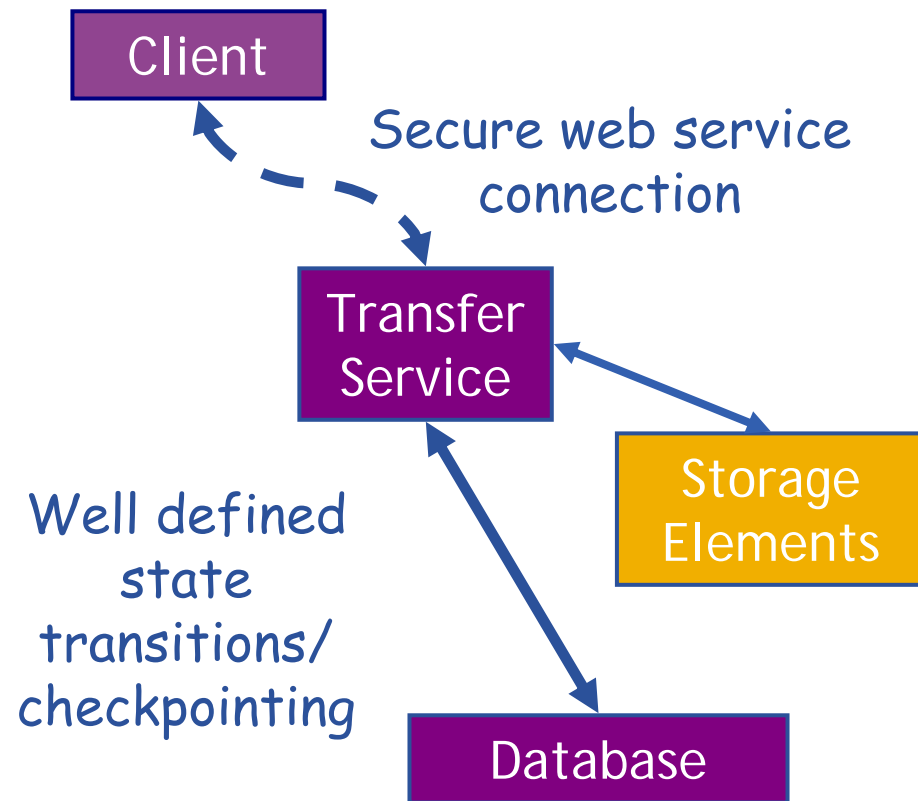 Client
Secure web service
connection
Transfer
Service
Storage
Elements
Well defined
state
transitions/
checkpointing
Database